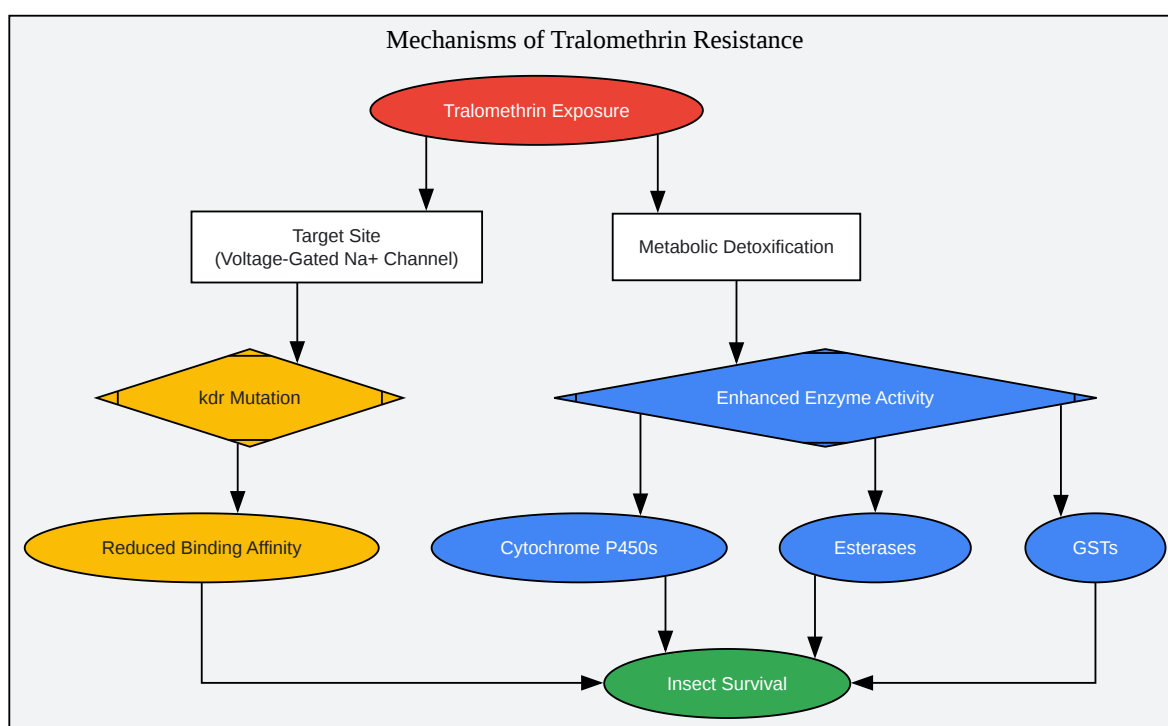 Mechanisms of Tralomethrin Resistance
Tralomethrin Exposure
Target Site
(Voltage-Gated Na+ Channel)
Metabolic Detoxification
kdr Mutation
Enhanced Enzyme Activity
Reduced Binding Affinity
Cytochrome P450s
Esterases
GSTs
Insect Survival